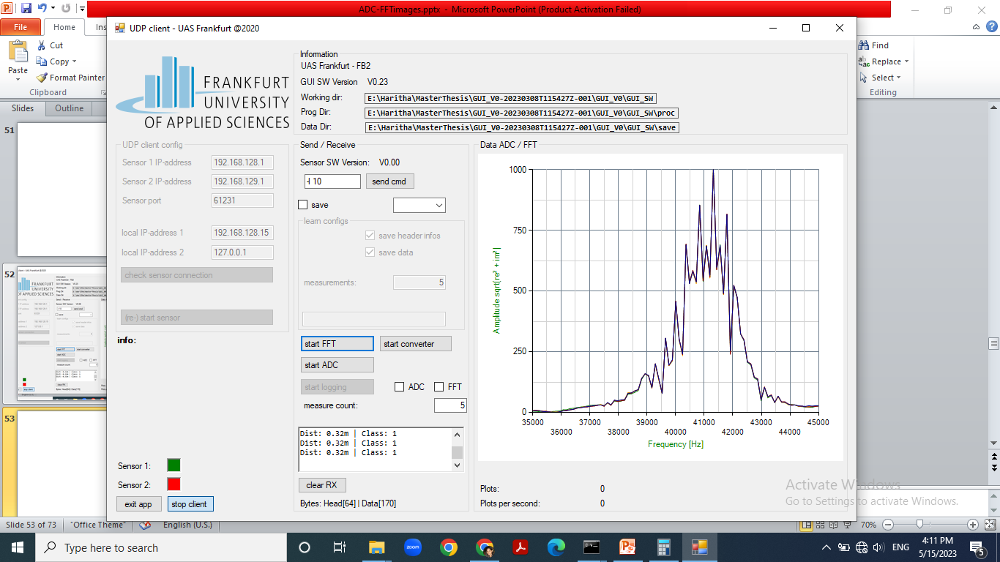 ADC-FFTimages.pptx - Microsoft PowerPoint (Product Activation Failed)
File
Home
Ins
Paste
Cut
Copy
Format Painter
Clipboard
Find
Replace
Select
Editing
Slides
Outline
51
52
53
UDP client - UAS Frankfurt @2020
FRANKFURT
UNIVERSITY
OF APPLIED SCIENCES
Information
UAS Frankfurt - FB2
GUI SW Version V0.23
Working dir: E:\Haritha\MasterThesis\GUI_V0-20230308T115427Z-001\GUI_V0\GUI_SW
Prog Dir: E:\Haritha\MasterThesis\GUI_V0-20230308T115427Z-001\GUI_V0\GUI_SW\proc
Data Dir: E:\Haritha\MasterThesis\GUI_V0-20230308T115427Z-001\GUI_V0\GUI_SW\save
UDP client config
Sensor 1 IP-address 192.168.128.1
Sensor 2 IP-address 192.168.129.1
Sensor port 61231
local IP-address 1 192.168.128.15
local IP-address 2 127.0.0.1
check sensor connection
(re-) start sensor
info:
Sensor 1:
Sensor 2:
exit app stop client
Send / Receive
Sensor SW Version: V0.00
-l 10 send cmd
save
learn configs
save header infos
save data
measurements: 5
start FFT start converter
start ADC
start logging ADC FFT
measure count: 5
Dist: 0.32m | Class: 1
Dist: 0.32m | Class: 1
Dist: 0.32m | Class: 1
clear RX
Bytes: Head[64] | Data[170]
Data ADC / FFT
1000
750
500
250
0
Amplitude sqrt(re² + im²)
35000 37000 39000 41000 43000 45000
36000 38000 40000 42000 44000
Frequency [Hz]
Plots: 0
Plots per second: 0
Activate Windows
Go to Settings to activate Windows.
Slide 53 of 73
"Office Theme"
English (U.S.)
70%
Type here to search
zoom
ENG
4:11 PM
5/15/2023
5